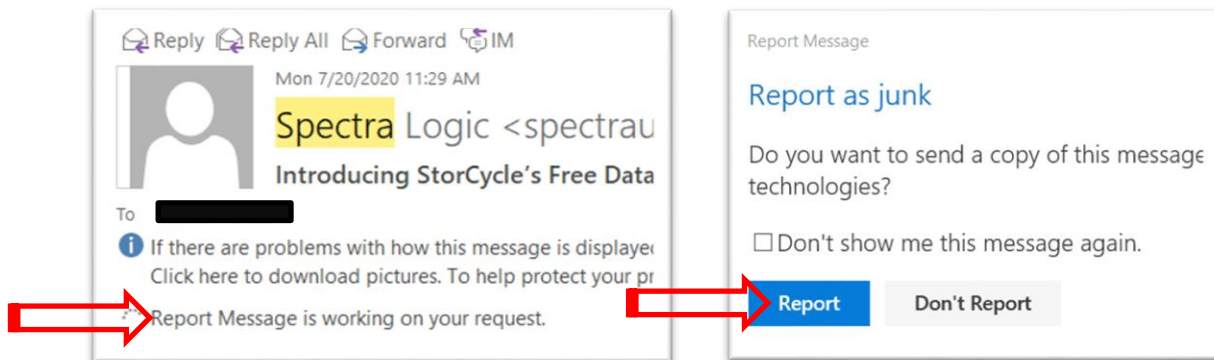 Reply Reply All Forward IM
Mon 7/20/2020 11:29 AM
Spectra Logic <spectrau
Introducing StorCycle's Free Data
To
If there are problems with how this message is displayed
Click here to download pictures. To help protect your pr
Report Message is working on your request.
Report Message
Report as junk
Do you want to send a copy of this message
technologies?
Don't show me this message again.
Report Don't Report